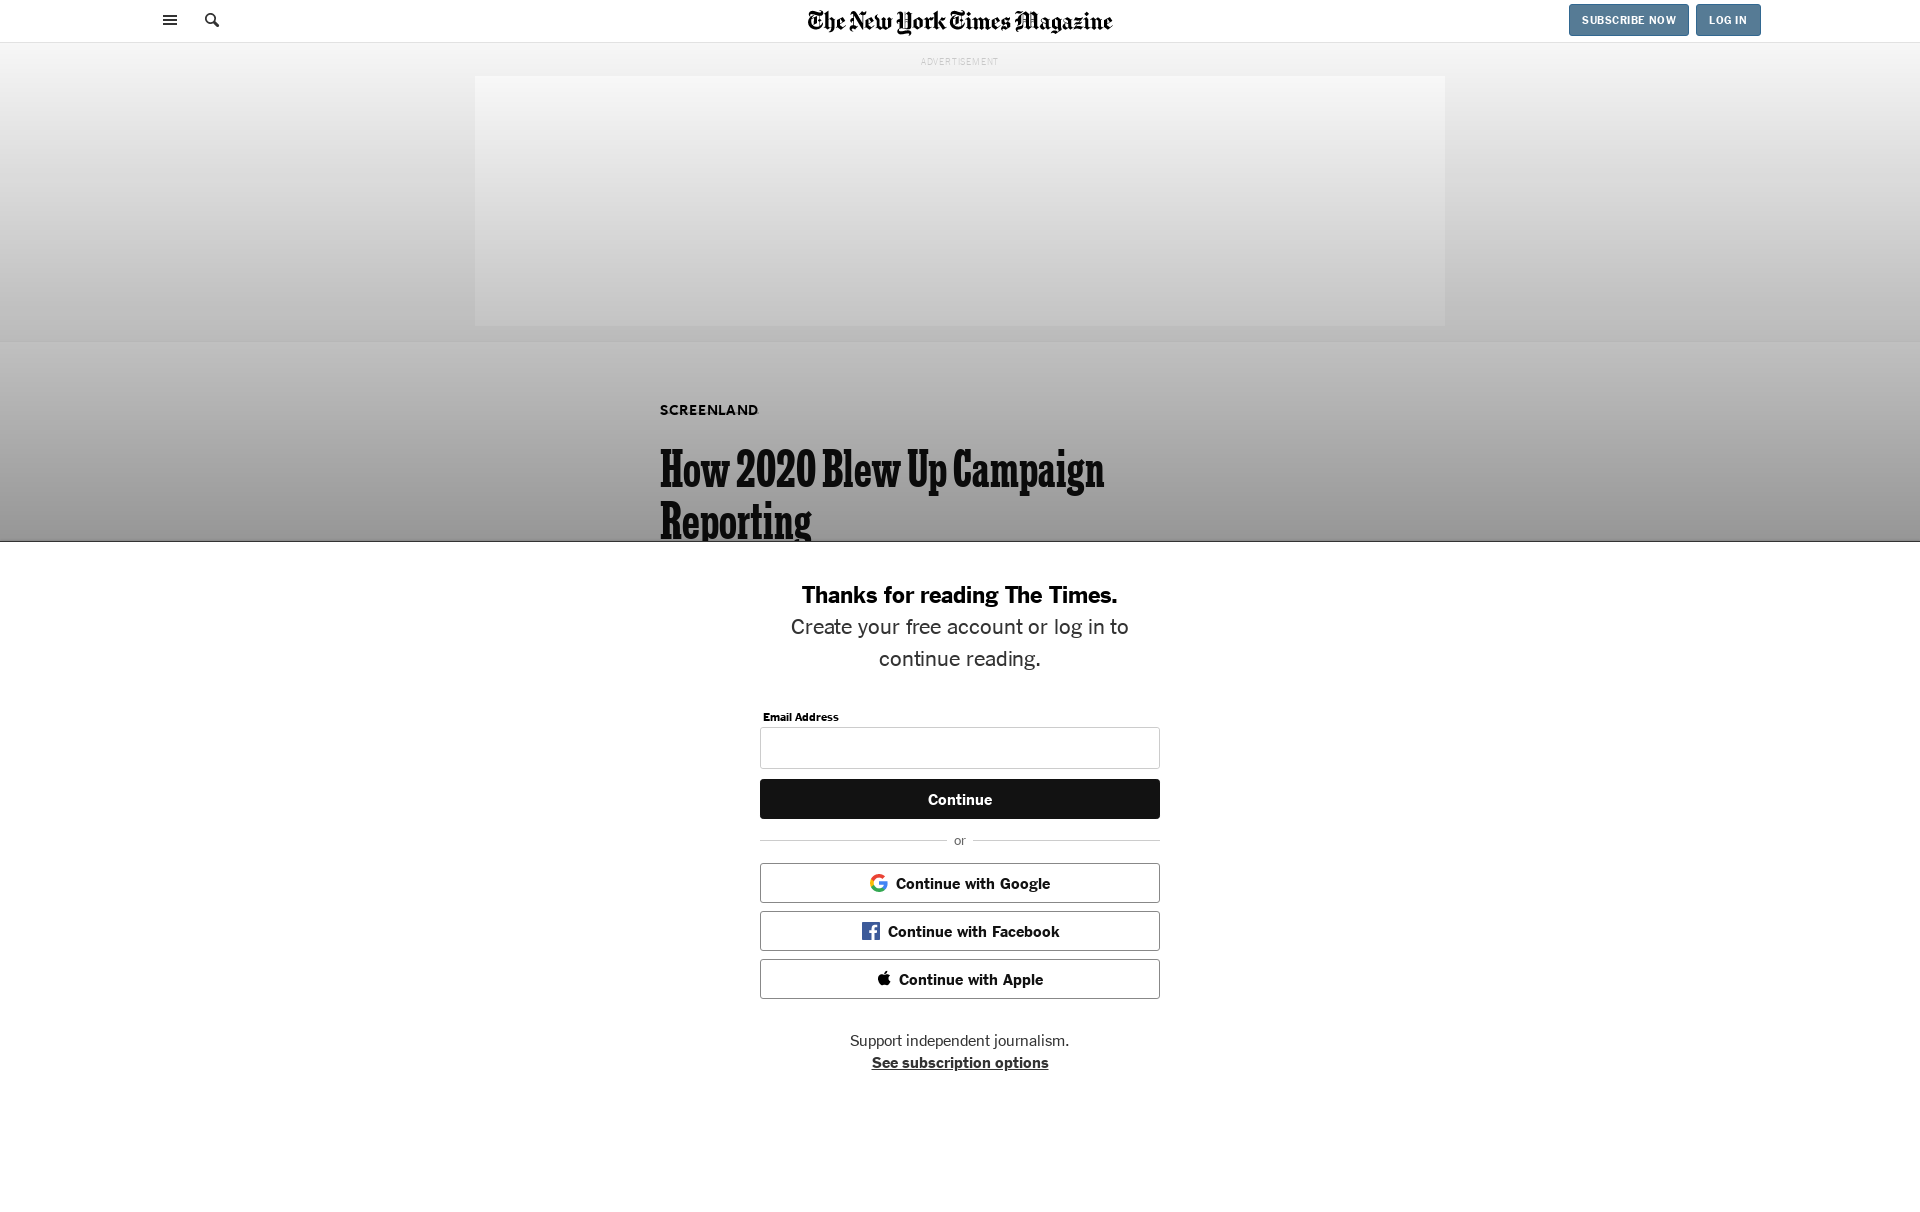 The New York Times Magazine
SUBSCRIBE NOW
LOG IN
ADVERTISEMENT
SCREENLAND
How 2020 Blew Up Campaign
Reporting
Thanks for reading The Times.
Create your free account or log in to
continue reading.
Email Address
Continue
or
Continue with Google
Continue with Facebook
Continue with Apple
Support independent journalism.
See subscription options